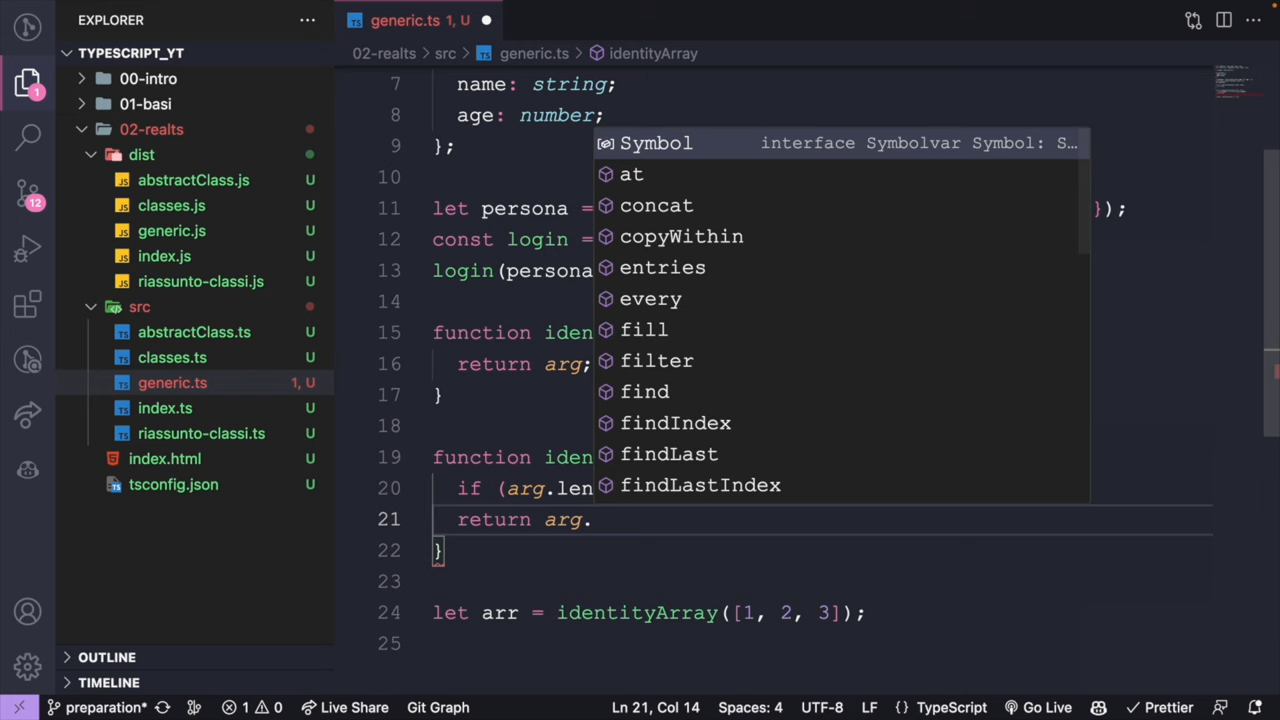 EXPLORER
generic.ts 1, U
TYPESCRIPT_YT
02-realts > src > generic.ts > identityArray
00-intro
01-basi
02-realts
dist
abstractClass.js U
classes.js U
generic.js U
index.js U
riassunto-classi.js U
src
abstractClass.ts U
classes.ts U
generic.ts 1, U
index.ts U
riassunto-classi.ts U
index.html U
tsconfig.json U
OUTLINE
TIMELINE
1
12
7 name: string;
8 age: number;
9 };
10
11 let persona = });
12 const login =
13 login(persona
14
15 function iden
16 return arg;
17 }
18
19 function iden
20 if (arg.len
21 return arg.
22 }
23
24 let arr = identityArray([1, 2, 3]);
25
Symbol interface Symbolvar Symbol: S…
at
concat
copyWithin
entries
every
fill
filter
find
findIndex
findLast
findLastIndex
preparation* 1 0 Live Share Git Graph Ln 21, Col 14 Spaces: 4 UTF-8 LF {} TypeScript Go Live Prettier